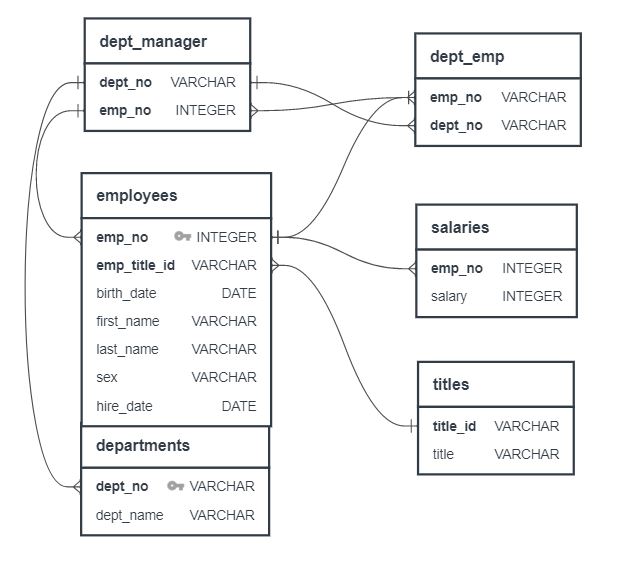 dept_manager
dept_no VARCHAR
emp_no INTEGER
dept_emp
emp_no VARCHAR
dept_no VARCHAR
employees
emp_no INTEGER
emp_title_id VARCHAR
birth_date DATE
first_name VARCHAR
last_name VARCHAR
sex VARCHAR
hire_date DATE
salaries
emp_no INTEGER
salary INTEGER
titles
title_id VARCHAR
title VARCHAR
departments
dept_no VARCHAR
dept_name VARCHAR